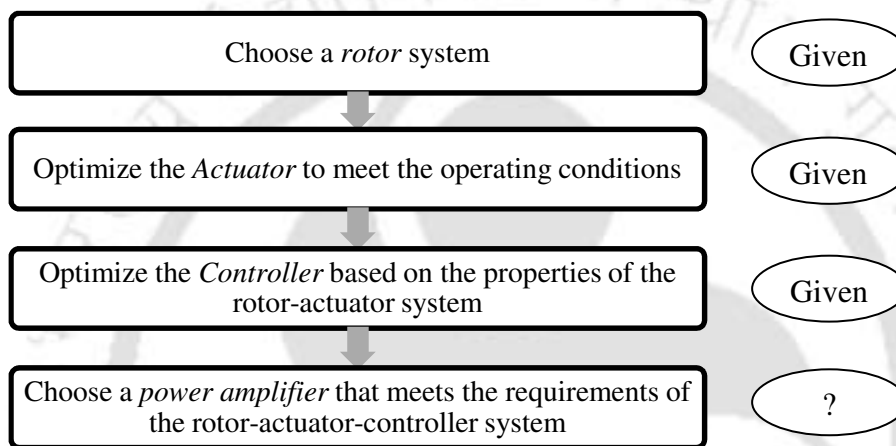 Choose a rotor system
Given
Optimize the Actuator to meet the operating conditions
Given
Optimize the Controller based on the properties of the
rotor-actuator system
Given
Choose a power amplifier that meets the requirements of
the rotor-actuator-controller system
?